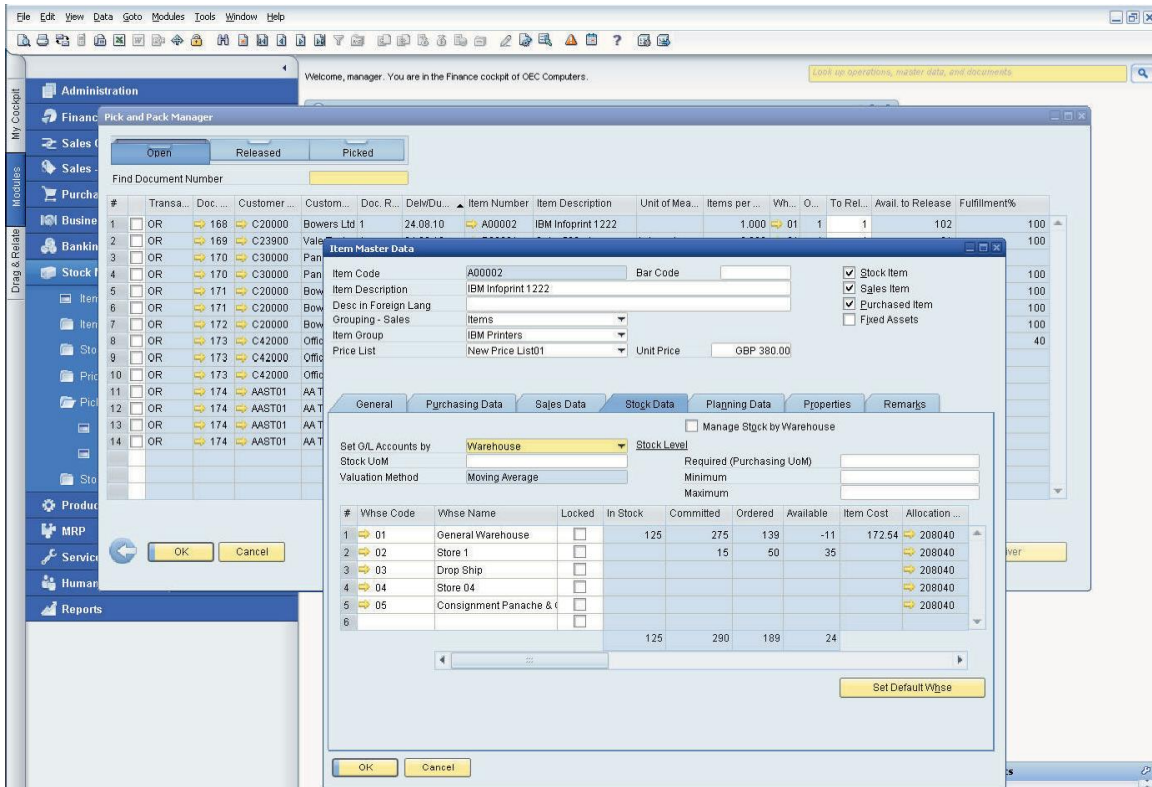 File Edit View Data Goto Modules Tools Window Help
Welcome, manager. You are in the Finance cockpit of OEC Computers.
Look up operations, master data, and documents
My Cockpit
Modules
Drag & Relate
Administration
Financ
Sales
Sales -
Purcha
Busine
Bankin
Stock
Item
Item
Sto
Pric
Pic
Sto
Produc
MRP
Service
Human
Reports
Pick and Pack Manager
Open Released Picked
Find Document Number
# Transa... Doc. ... Customer ... Custom... Doc. R... Delv/Du... Item Number Item Description Unit of Mea... Items per ... Wh... O... To Rel... Avail. to Release Fulfillment%
1 OR 168 C20000 Bowers Ltd 1 24.08.10 A00002 IBM Infoprint 1222 1.000 01 1 1 102 100
2 OR 169 C23900 Vale 100
3 OR 170 C30000 Pan
4 OR 170 C30000 Pan 100
5 OR 171 C20000 Bow 100
6 OR 171 C20000 Bow 100
7 OR 172 C20000 Bow 100
8 OR 173 C42000 Offic 40
9 OR 173 C42000 Offic
10 OR 173 C42000 Offic
11 OR 174 AAST01 AA T
12 OR 174 AAST01 AA T
13 OR 174 AAST01 AA T
14 OR 174 AAST01 AA T
OK Cancel
Item Master Data
Item Code A00002 Bar Code Stock Item
Item Description IBM Infoprint 1222 Sales Item
Desc in Foreign Lang Purchased Item
Grouping - Sales Items Fixed Assets
Item Group IBM Printers
Price List New Price List01 Unit Price GBP 380.00
General Purchasing Data Sales Data Stock Data Planning Data Properties Remarks
Manage Stock by Warehouse
Set G/L Accounts by Warehouse Stock Level
Stock UoM Required (Purchasing UoM)
Valuation Method Moving Average Minimum
Maximum
# Whse Code Whse Name Locked In Stock Committed Ordered Available Item Cost Allocation ...
1 01 General Warehouse 125 275 139 -11 172.54 208040
2 02 Store 1 15 50 35 208040
3 03 Drop Ship 208040
4 04 Store 04 208040
5 05 Consignment Panache & 208040
6
125 290 189 24
Set Default Whse
OK Cancel